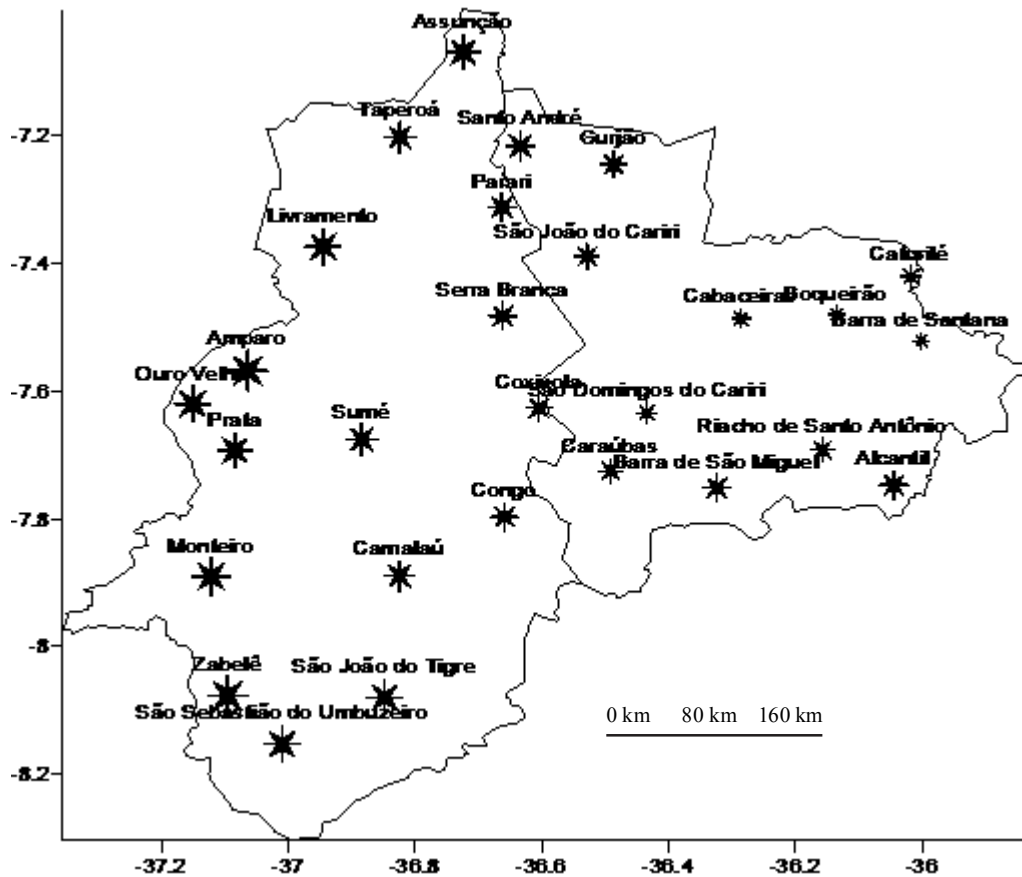 Assunção
Taperoá
Santo André
Gurjão
-7.2
Parari
Livramento
São João do Cariri
-7.4
Caturité
Serra Branca
Cabaceiras
Boqueirão
Barra de Santana
Amparo
Ouro Velho
Coxixola
São Domingos do Cariri
-7.6
Prata
Sumé
Riacho de Santo Antônio
Caraúbas
Barra de São Miguel
Alcantil
Congo
-7.8
Monteiro
Camalaú
-8
Zabelê
São João do Tigre
São Sebastião do Umbuzeiro
0 km 80 km 160 km
-8.2
-37.2 -37 -36.8 -36.6 -36.4 -36.2 -36